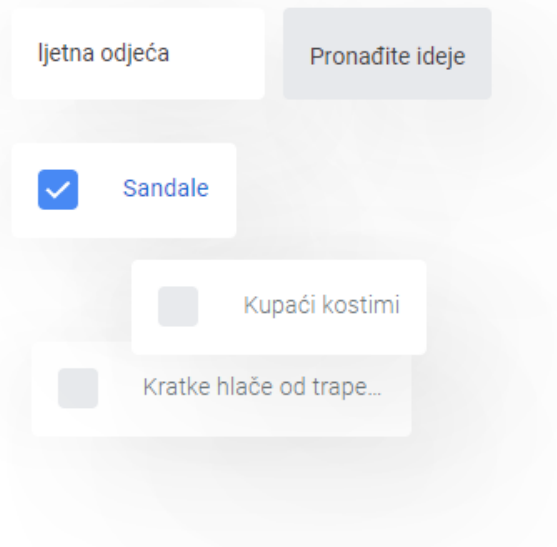 ljetna odjeća
Pronađite ideje
Sandale
Kupaći kostimi
Kratke hlače od trape...